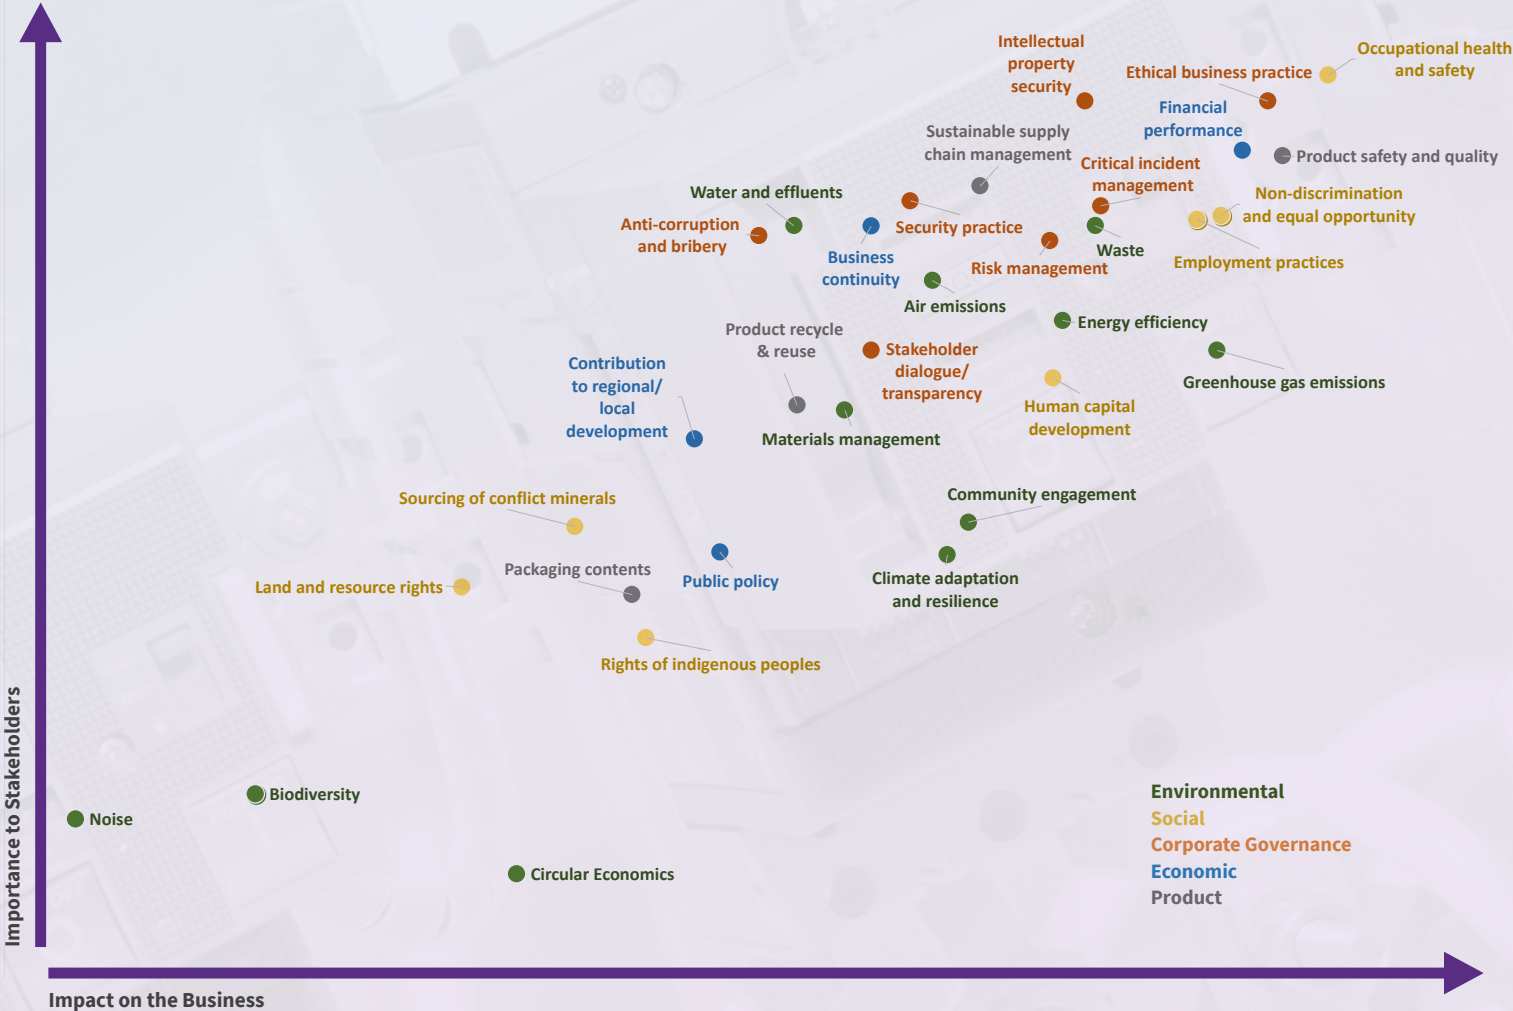 Intellectual
property
security
Occupational health
and safety
Ethical business practice
Financial
performance
Sustainable supply
chain management
Product safety and quality
Critical incident
management
Water and effluents
Non-discrimination
and equal opportunity
Anti-corruption
and bribery
Security practice
Business
continuity
Waste
Risk management
Employment practices
Air emissions
Energy efficiency
Product recycle
& reuse
Stakeholder
dialogue/
transparency
Contribution
to regional/
local
development
Greenhouse gas emissions
Human capital
development
Materials management
Sourcing of conflict minerals
Community engagement
Packaging contents
Public policy
Climate adaptation
and resilience
Land and resource rights
Rights of indigenous peoples
Importance to Stakeholders
Biodiversity
Noise
Circular Economics
Environmental
Social
Corporate Governance
Economic
Product
Impact on the Business